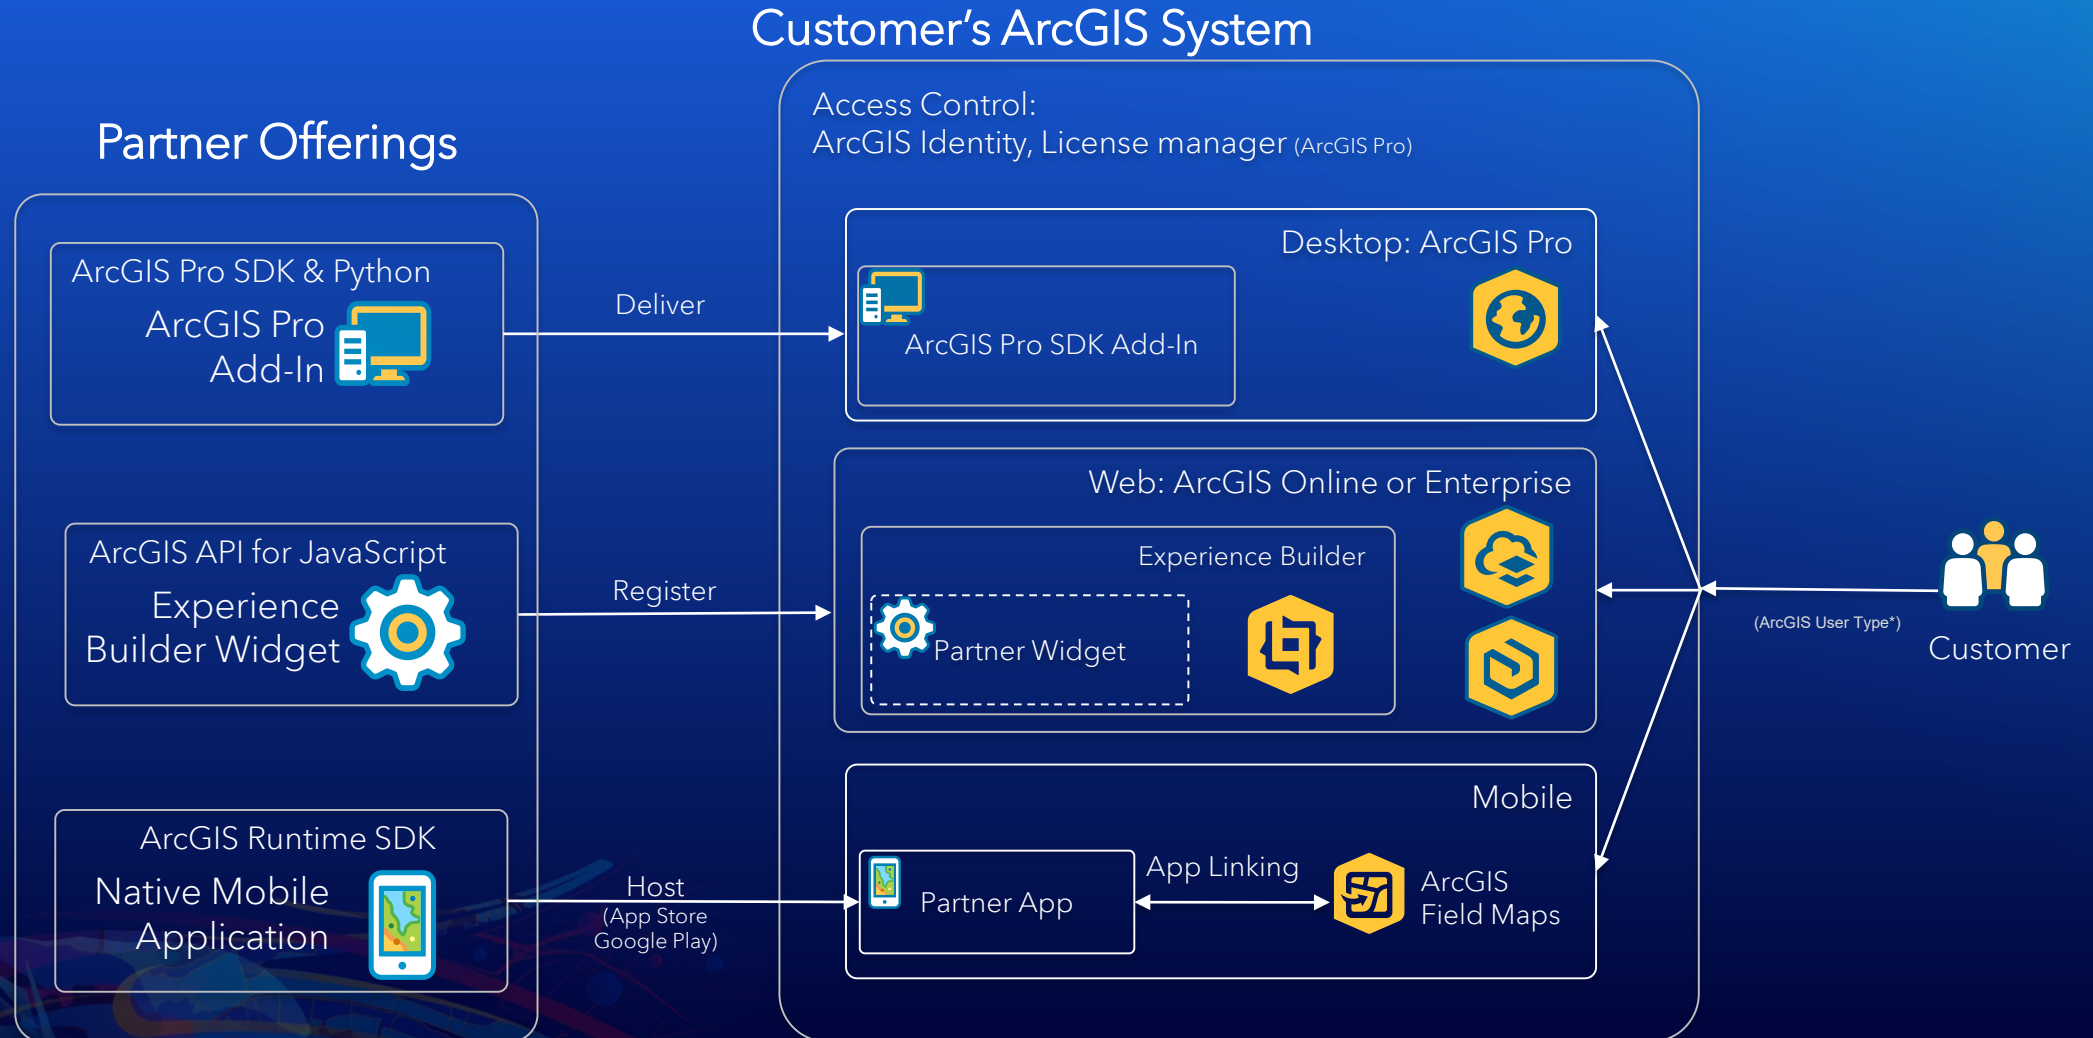 Customer's ArcGIS System
Partner Offerings
Access Control:
ArcGIS Identity, License manager (ArcGIS Pro)
ArcGIS Pro SDK & Python
ArcGIS Pro
Add-In
Deliver
Desktop: ArcGIS Pro
ArcGIS Pro SDK Add-In
ArcGIS API for JavaScript
Experience
Builder Widget
Register
Web: ArcGIS Online or Enterprise
Experience Builder
Partner Widget
(ArcGIS User Type*)
Customer
ArcGIS Runtime SDK
Native Mobile
Application
Host
(App Store
Google Play)
Mobile
Partner App
App Linking
ArcGIS
Field Maps